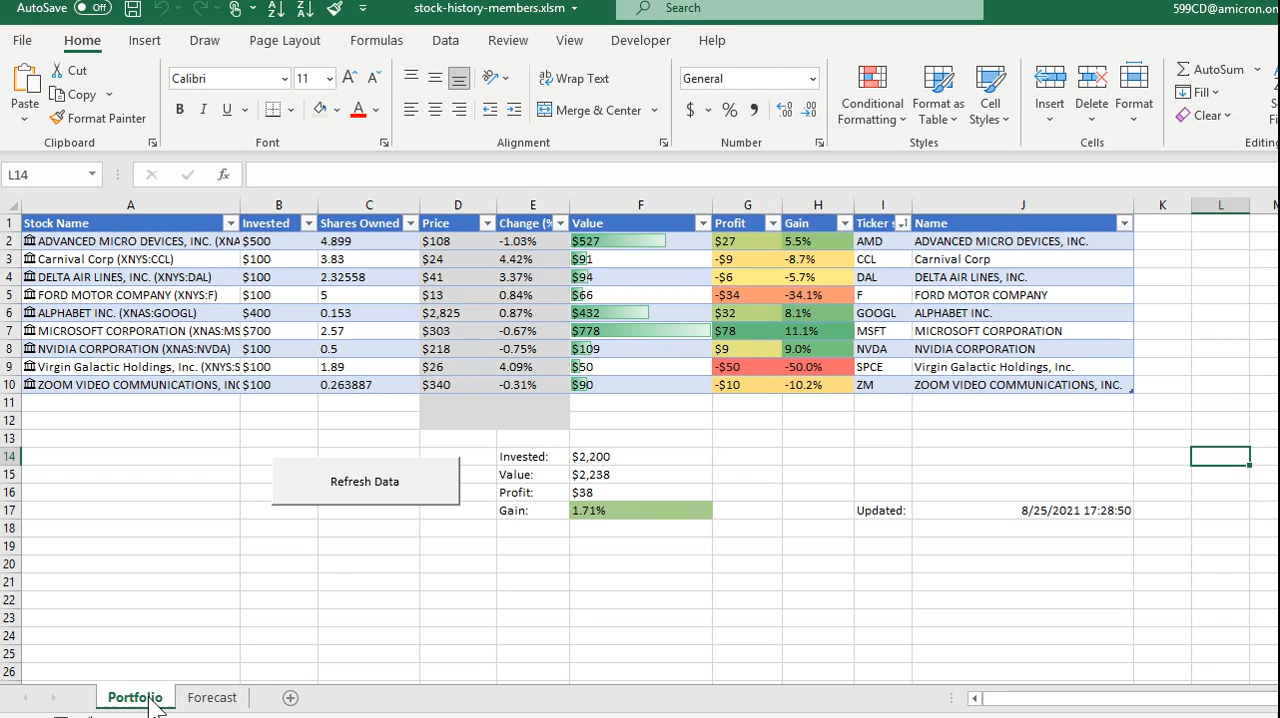 AutoSave Off stock-history-members.xlsm Search 599CD@amicron.on
File Home Insert Draw Page Layout Formulas Data Review View Developer Help
Paste Cut Copy Format Painter
Calibri 11 B I U
Wrap Text Merge & Center
General $ %
Conditional Formatting Format as Table Cell Styles
Insert Delete Format
AutoSum Fill Clear
Clipboard Font Alignment Number Styles Cells Editing
L14 fx
A B C D E F G H I J K L M
1 Stock Name Invested Shares Owned Price Change (% Value Profit Gain Ticker s Name
2 ADVANCED MICRO DEVICES, INC. (XNA $500 4.899 $108 -1.03% $527 $27 5.5% AMD ADVANCED MICRO DEVICES, INC.
3 Carnival Corp (XNYS:CCL) $100 3.83 $24 4.42% $91 -$9 -8.7% CCL Carnival Corp
4 DELTA AIR LINES, INC. (XNYS:DAL) $100 2.32558 $41 3.37% $94 -$6 -5.7% DAL DELTA AIR LINES, INC.
5 FORD MOTOR COMPANY (XNYS:F) $100 5 $13 0.84% $66 -$34 -34.1% F FORD MOTOR COMPANY
6 ALPHABET INC. (XNAS:GOOGL) $400 0.153 $2,825 0.87% $432 $32 8.1% GOOGL ALPHABET INC.
7 MICROSOFT CORPORATION (XNAS:MS $700 2.57 $303 -0.67% $778 $78 11.1% MSFT MICROSOFT CORPORATION
8 NVIDIA CORPORATION (XNAS:NVDA) $100 0.5 $218 -0.75% $109 $9 9.0% NVDA NVIDIA CORPORATION
9 Virgin Galactic Holdings, Inc. (XNYS:S $100 1.89 $26 4.09% $50 -$50 -50.0% SPCE Virgin Galactic Holdings, Inc.
10 ZOOM VIDEO COMMUNICATIONS, IN $100 0.263887 $340 -0.31% $90 -$10 -10.2% ZM ZOOM VIDEO COMMUNICATIONS, INC.
11
12
13
14 Invested: $2,200
15 Refresh Data Value: $2,238
16 Profit: $38
17 Gain: 1.71% Updated: 8/25/2021 17:28:50
18
19
20
21
22
23
24
25
26
Portfolio Forecast